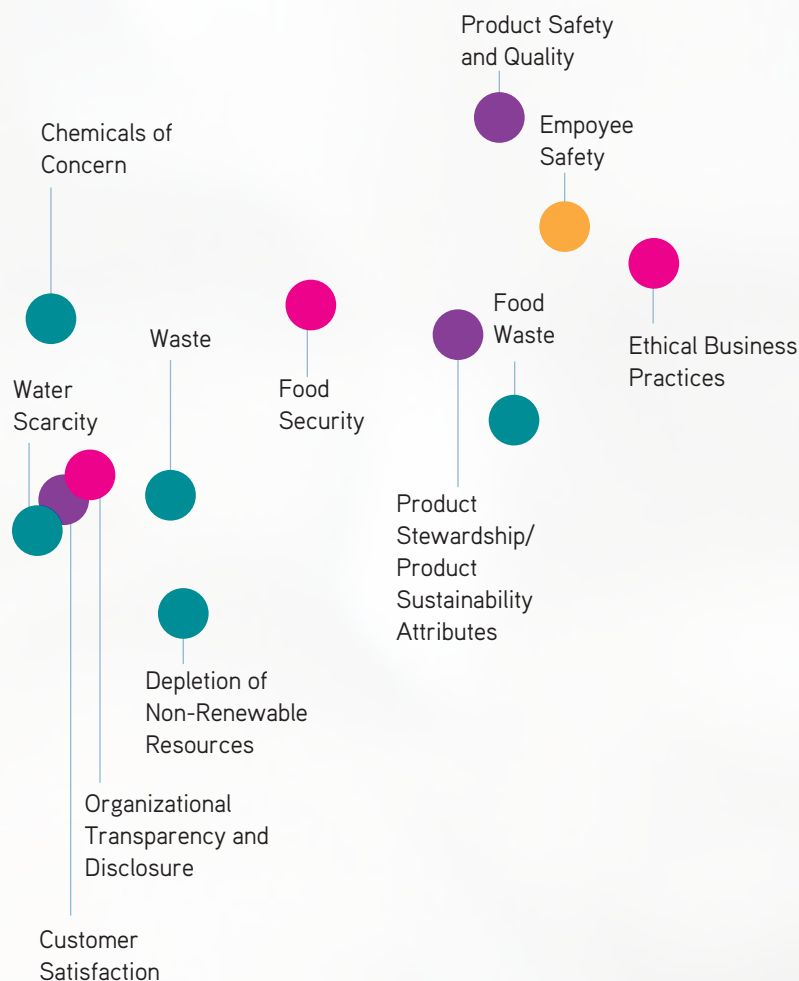 Product Safety
and Quality
Chemicals of
Concern
Empoyee
Safety
Food
Waste
Waste
Ethical Business
Practices
Water
Scarcity
Food
Security
Product
Stewardship/
Product
Sustainability
Attributes
Depletion of
Non-Renewable
Resources
Organizational
Transparency and
Disclosure
Customer
Satisfaction